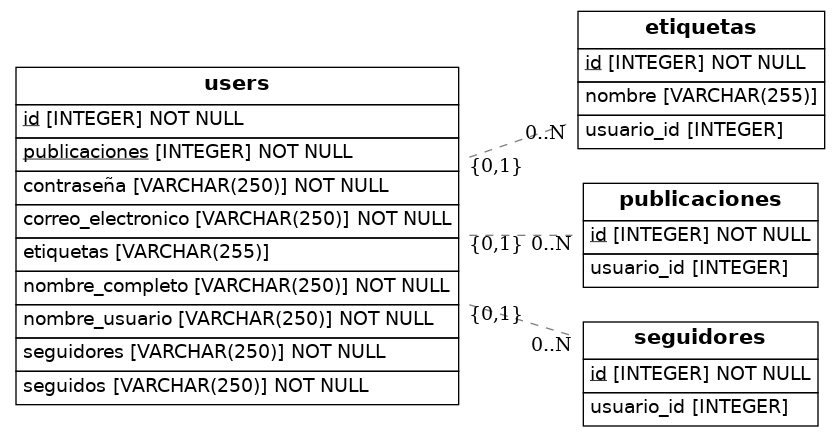 users
id [INTEGER] NOT NULL
publicaciones [INTEGER] NOT NULL
contraseña [VARCHAR(250)] NOT NULL
correo_electronico [VARCHAR(250)] NOT NULL
etiquetas [VARCHAR(255)]
nombre_completo [VARCHAR(250)] NOT NULL
nombre_usuario [VARCHAR(250)] NOT NULL
seguidores [VARCHAR(250)] NOT NULL
seguidos [VARCHAR(250)] NOT NULL
0..N
{0,1}
{0,1} 0..N
{0,1}
0..N
etiquetas
id [INTEGER] NOT NULL
nombre [VARCHAR(255)]
usuario_id [INTEGER]
publicaciones
id [INTEGER] NOT NULL
usuario_id [INTEGER]
seguidores
id [INTEGER] NOT NULL
usuario_id [INTEGER]